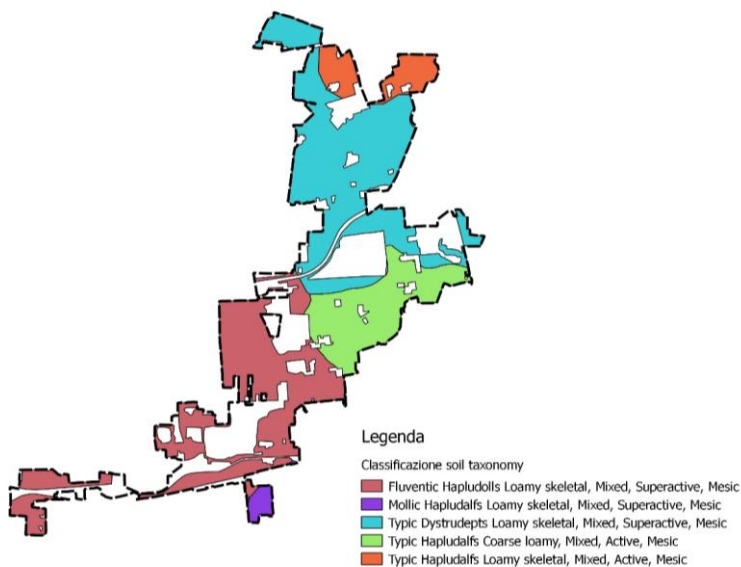 Legenda
Classificazione soil taxonomy
Fluventic Hapludolls Loamy skeletal, Mixed, Superactive, Mesic
Mollic Hapludalfs Loamy skeletal, Mixed, Superactive, Mesic
Typic Dystrudepts Loamy skeletal, Mixed, Superactive, Mesic
Typic Hapludalfs Coarse loamy, Mixed, Active, Mesic
Typic Hapludalfs Loamy skeletal, Mixed, Active, Mesic